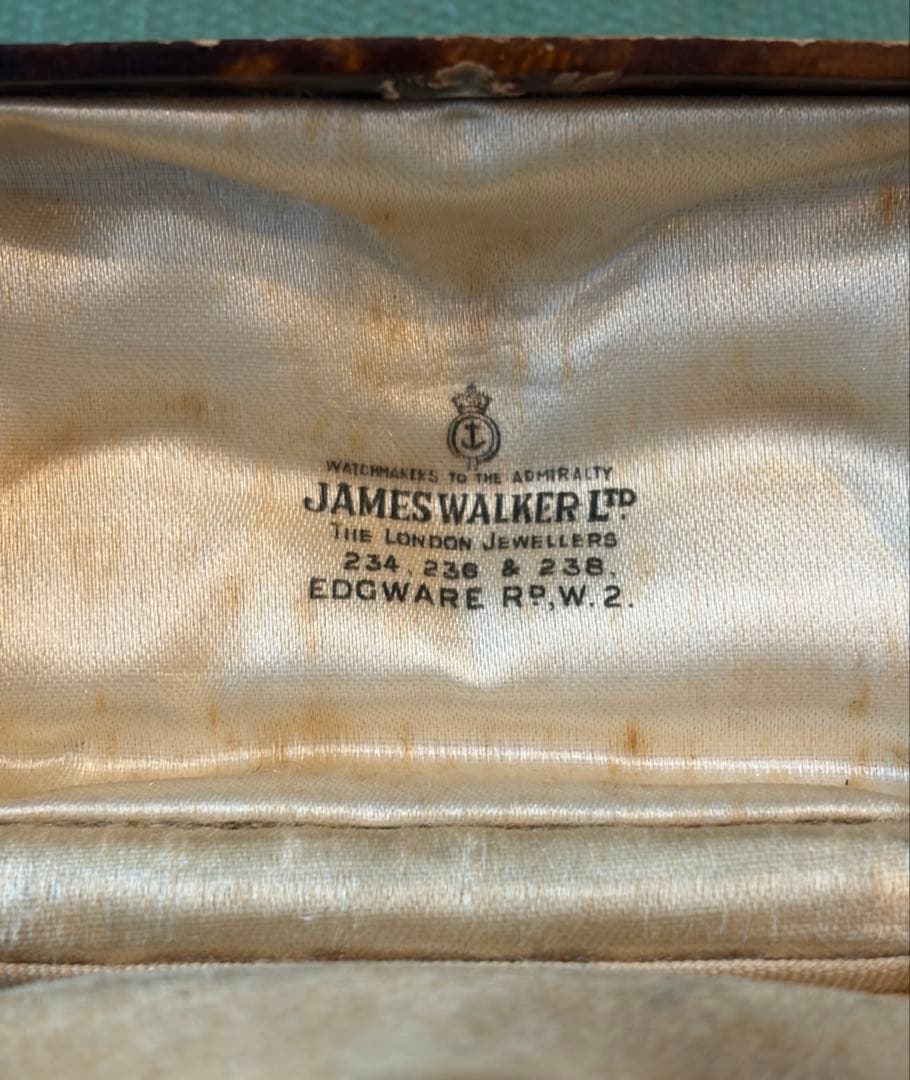 WATCHMAKERS TO THE ADMIRALTY
JAMES WALKER LTD
THE LONDON JEWELLERS
234, 236 & 238,
EDGWARE RD, W.2.